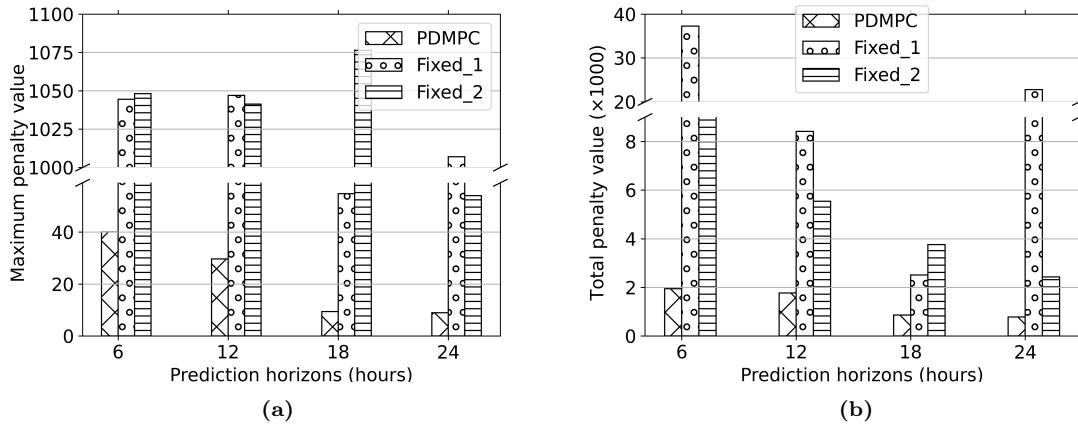 Maximum penalty value
1100
1075
1050
1025
1000
40
20
0
PDMPC
Fixed_1
Fixed_2
6 12 18 24
Prediction horizons (hours)
(a)
Total penalty value (×1000)
40
30
20
8
6
4
2
0
PDMPC
Fixed_1
Fixed_2
6 12 18 24
Prediction horizons (hours)
(b)